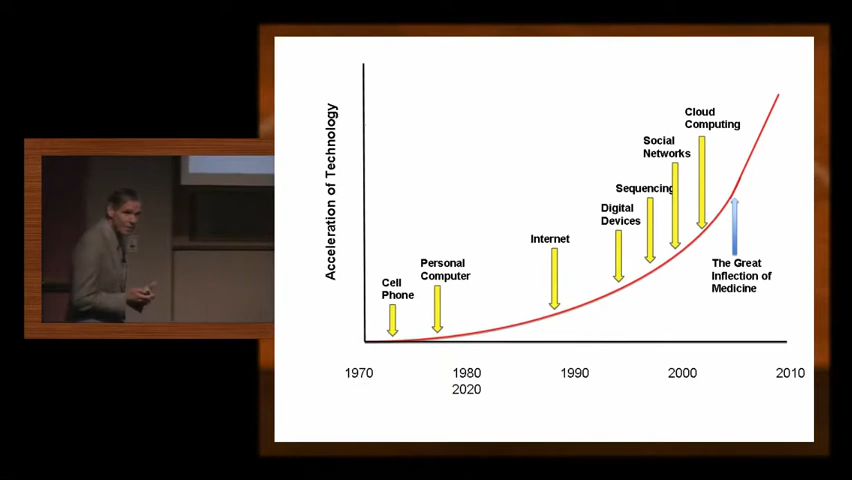 Cloud
Computing
Social
Networks
Sequencing
Digital
Devices
Internet
Personal
Computer
Cell
Phone
The Great
Inflection of
Medicine
Acceleration of Technology
1970 1980 1990 2000 2010
2020